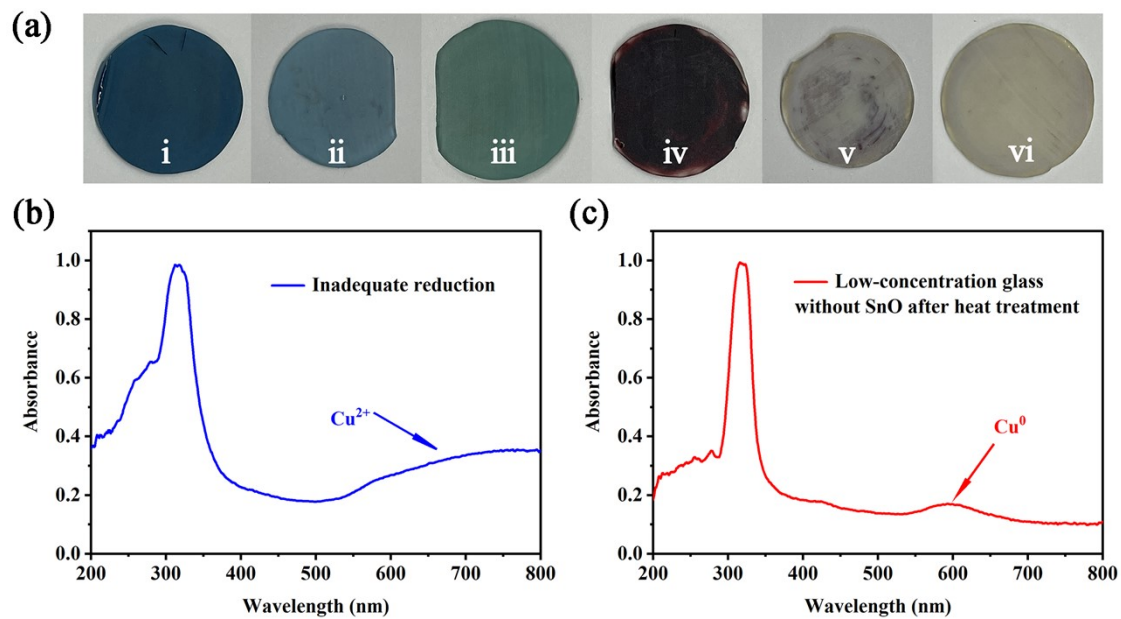 (a)
i ii iii iv v vi
(b)
(c)
1.0
0.8
0.6
0.4
0.2
0.0
Absorbance
Inadequate reduction
Cu²⁺
200 300 400 500 600 700 800
Wavelength (nm)
1.0
0.8
0.6
0.4
0.2
0.0
Absorbance
Low-concentration glass
without SnO after heat treatment
Cu⁰
200 300 400 500 600 700 800
Wavelength (nm)